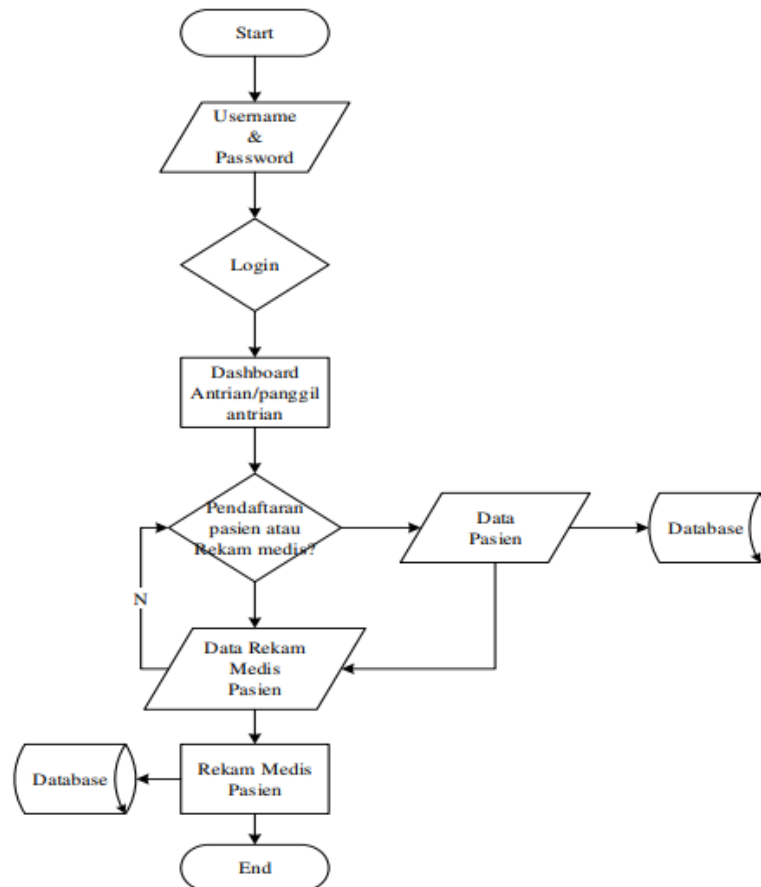 Start
Username
&
Password
Login
Dashboard
Antrian/panggil
antrian
Pendaftaran
pasien atau
Rekam medis?
Data
Pasien
Database
N
Data Rekam
Medis
Pasien
Database
Rekam Medis
Pasien
End